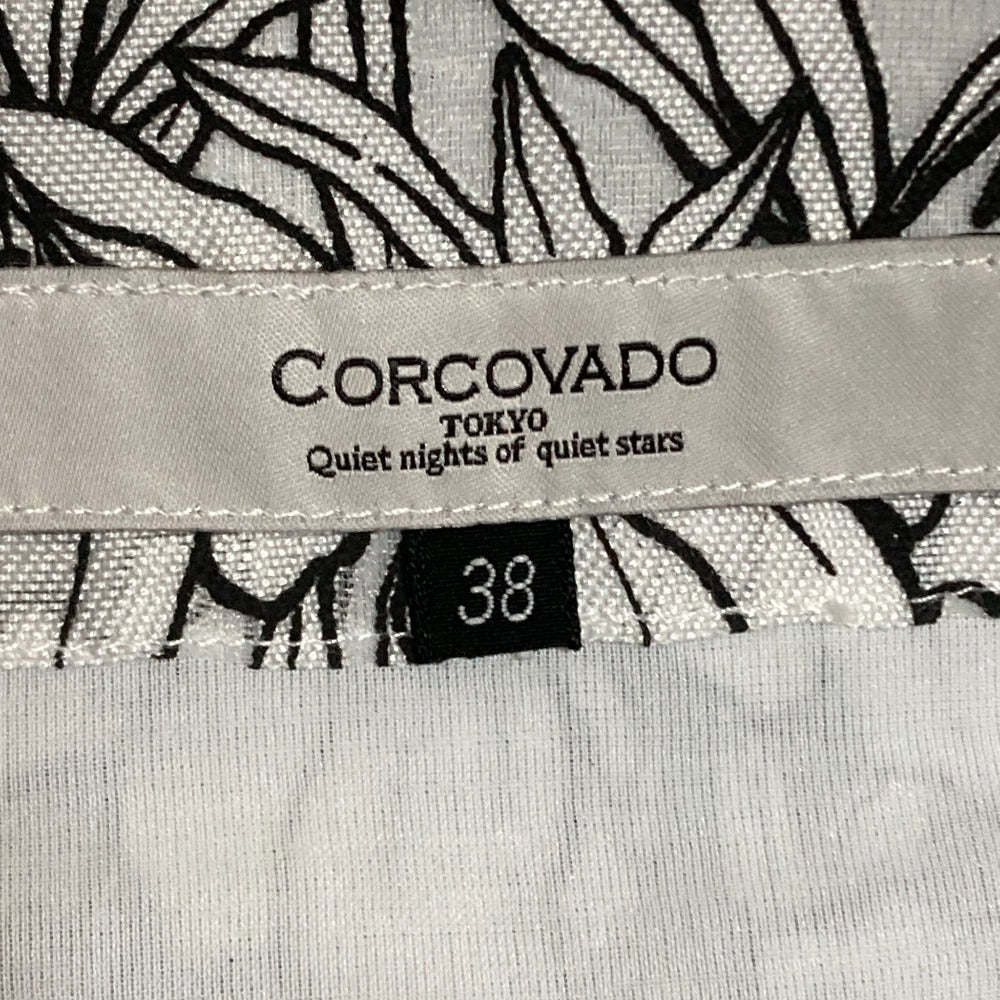 CORCOVADO
TOKYO
Quiet nights of quiet stars
38